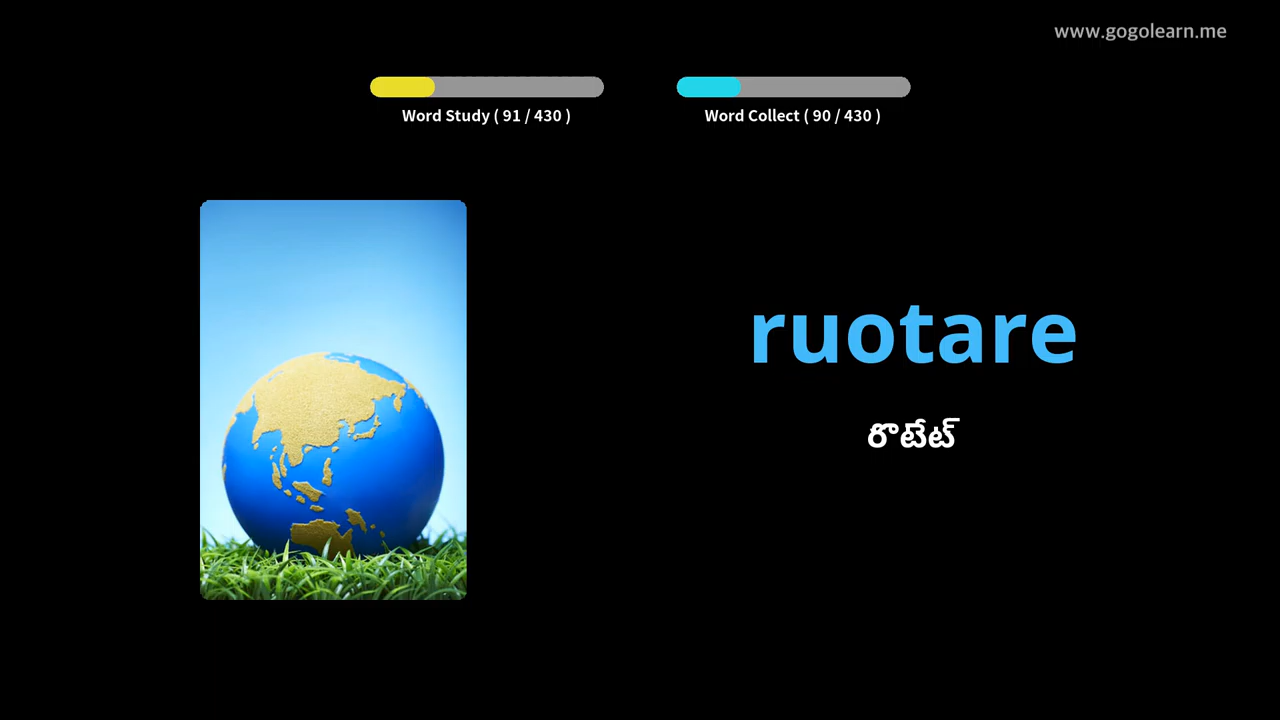 www.gogolearn.me
Word Study ( 91 / 430 )
Word Collect ( 90 / 430 )
ruotare
రొటేట్